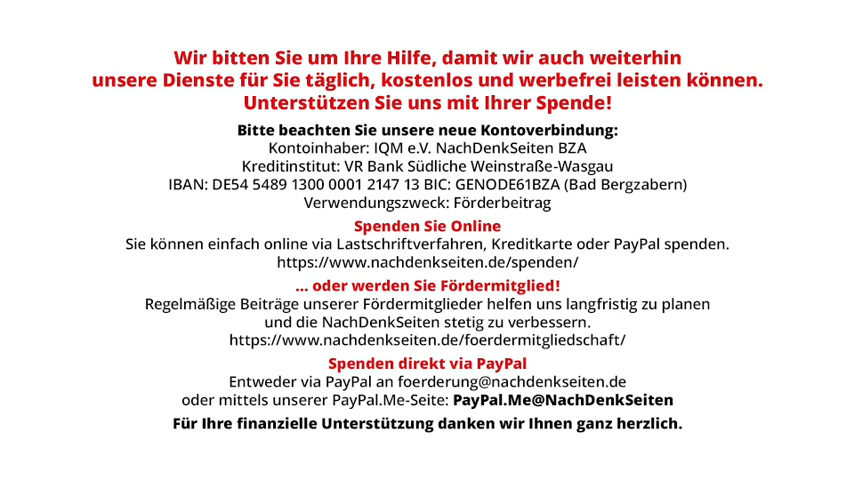 Wir bitten Sie um Ihre Hilfe, damit wir auch weiterhin
unsere Dienste für Sie täglich, kostenlos und werbefrei leisten können.
Unterstützen Sie uns mit Ihrer Spende!
Bitte beachten Sie unsere neue Kontoverbindung:
Kontoinhaber: IQM e.V. NachDenkSeiten BZA
Kreditinstitut: VR Bank Südliche Weinstraße-Wasgau
IBAN: DE54 5489 1300 0001 2147 13 BIC: GENODE61BZA (Bad Bergzabern)
Verwendungszweck: Förderbeitrag
Spenden Sie Online
Sie können einfach online via Lastschriftverfahren, Kreditkarte oder PayPal spenden.
https://www.nachdenkseiten.de/spenden/
... oder werden Sie Fördermitglied!
Regelmäßige Beiträge unserer Fördermitglieder helfen uns langfristig zu planen
und die NachDenkSeiten stetig zu verbessern.
https://www.nachdenkseiten.de/foerdermitgliedschaft/
Spenden direkt via PayPal
Entweder via PayPal an foerderung@nachdenkseiten.de
oder mittels unserer PayPal.Me-Seite: PayPal.Me@NachDenkSeiten
Für Ihre finanzielle Unterstützung danken wir Ihnen ganz herzlich.